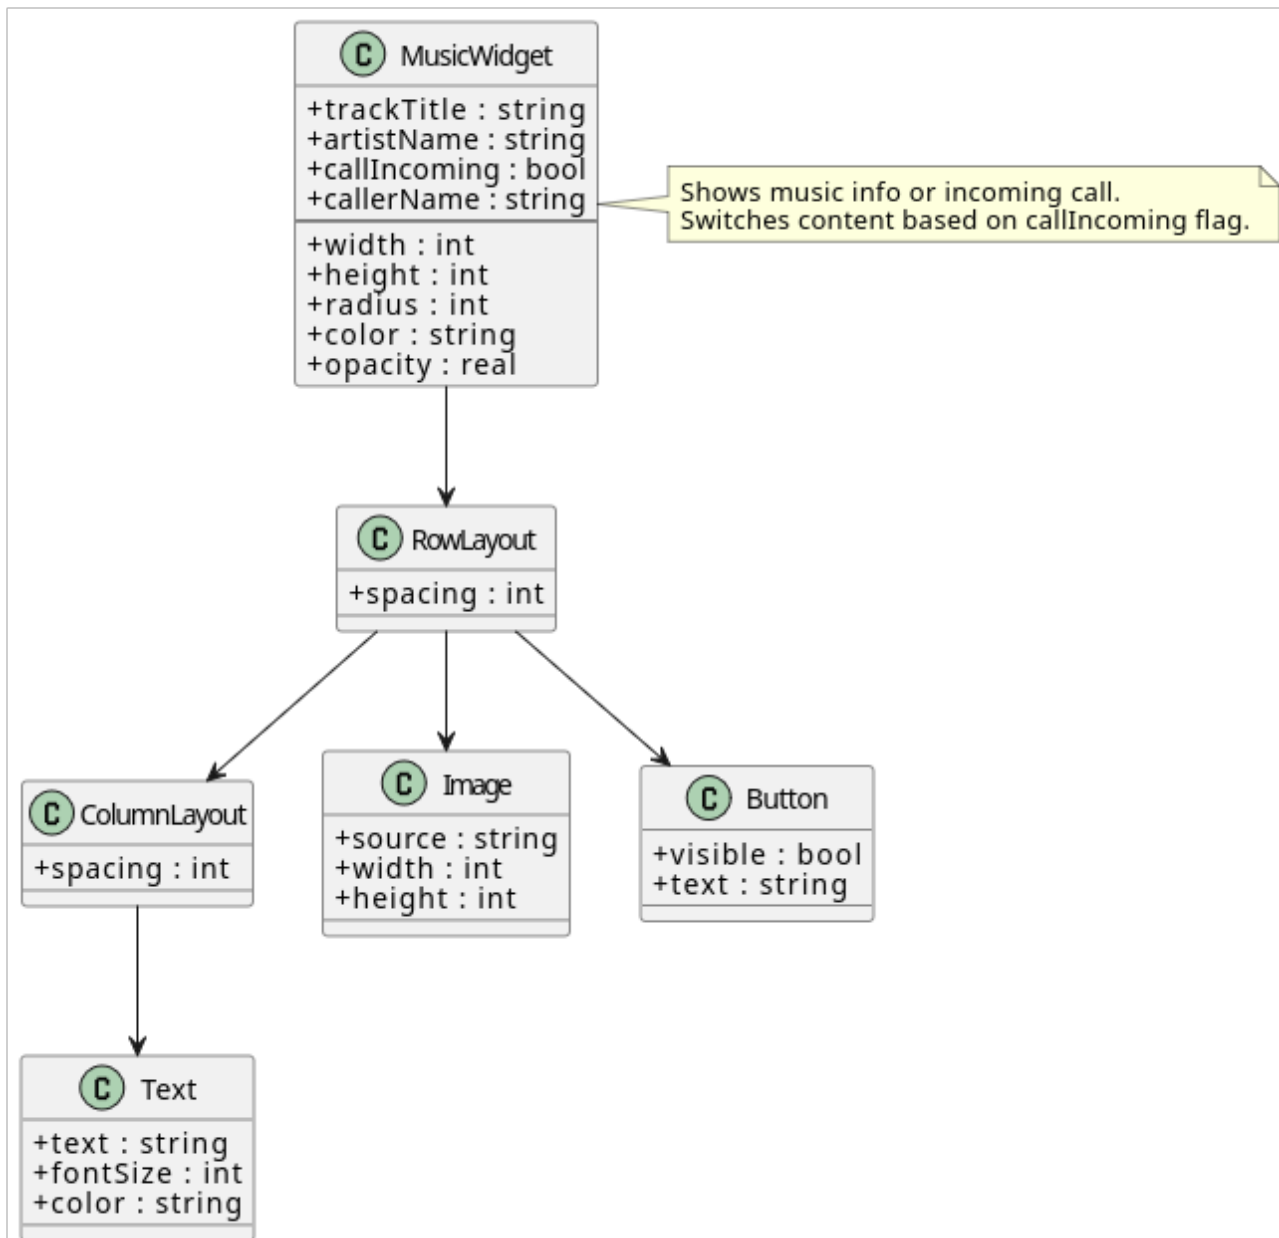 C MusicWidget
+trackTitle : string
+artistName : string
+callIncoming : bool
+callerName : string
+width : int
+height : int
+radius : int
+color : string
+opacity : real
Shows music info or incoming call.
Switches content based on callIncoming flag.
C RowLayout
+spacing : int
C ColumnLayout
+spacing : int
C Image
+source : string
+width : int
+height : int
C Button
+visible : bool
+text : string
C Text
+text : string
+fontSize : int
+color : string